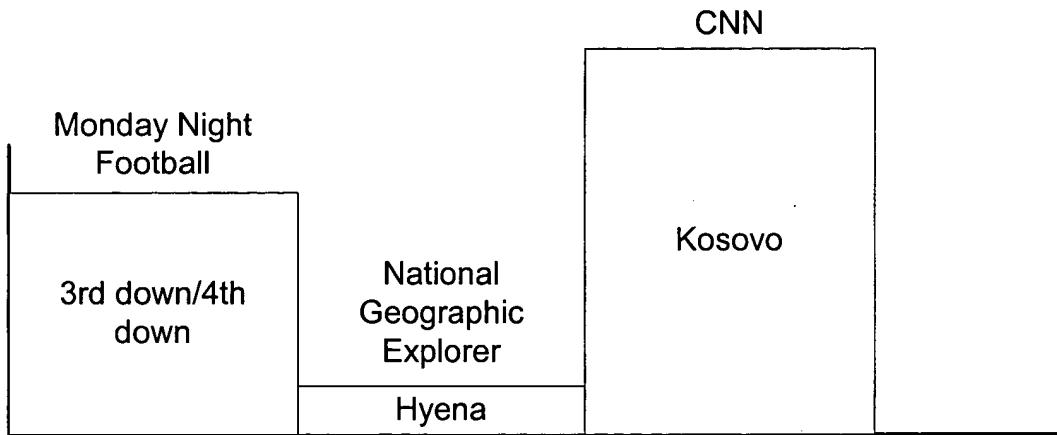 CNN
Monday Night
Football
Kosovo
3rd down/4th
down
National
Geographic
Explorer
Hyena